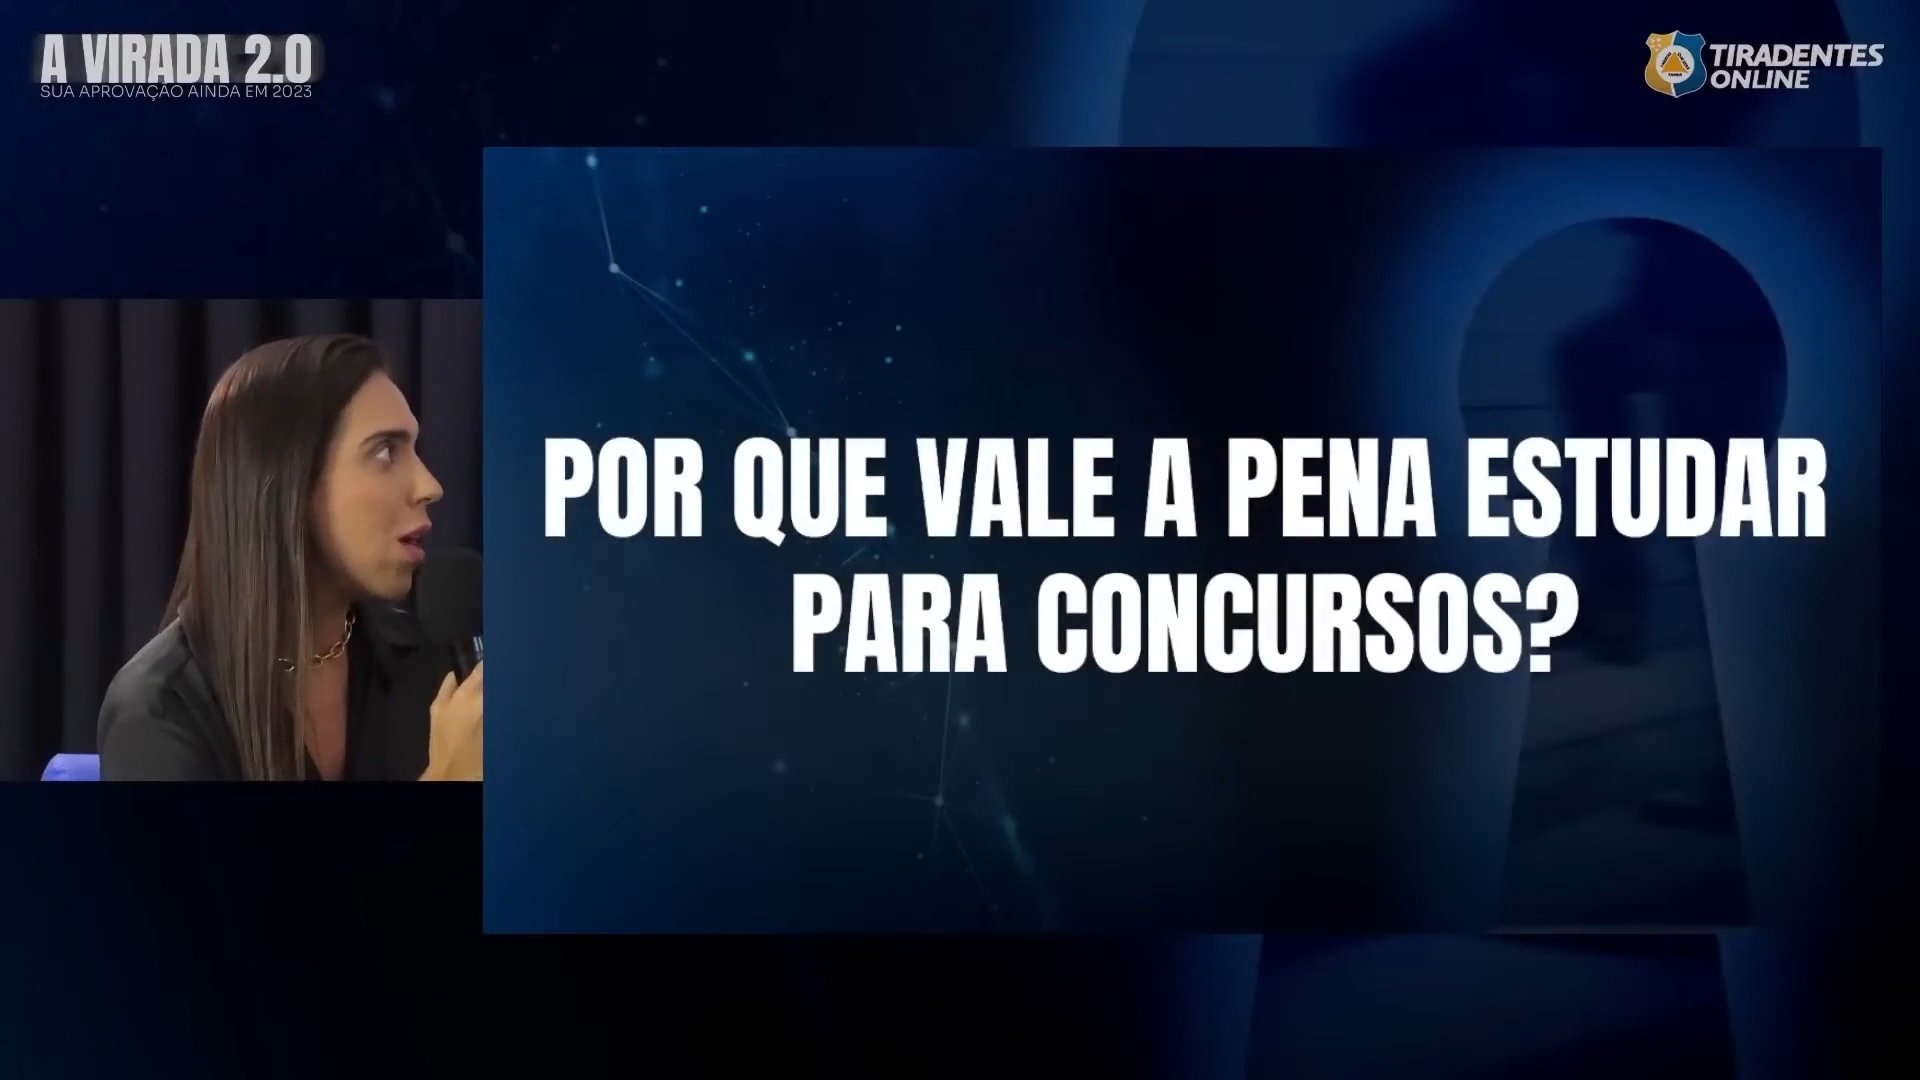 A VIRADA 2.0
SUA APROVAÇÃO AINDA EM 2023
TIRADENTES
ONLINE
POR QUE VALE A PENA ESTUDAR
PARA CONCURSOS?